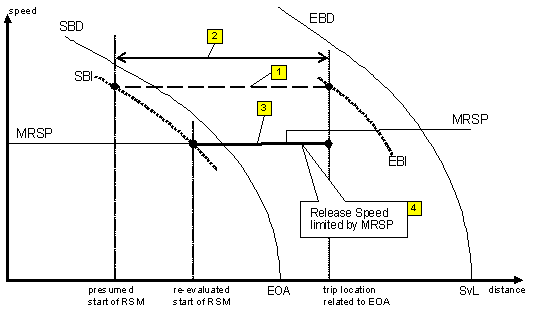 speed
SBD
EBD
2
SBI
1
3
MRSP
MRSP
EBI
Release Speed
limited by MRSP
4
presumed
start of RSM
re-evaluated
start of RSM
EOA
trip location
related to EOA
SvL
distance